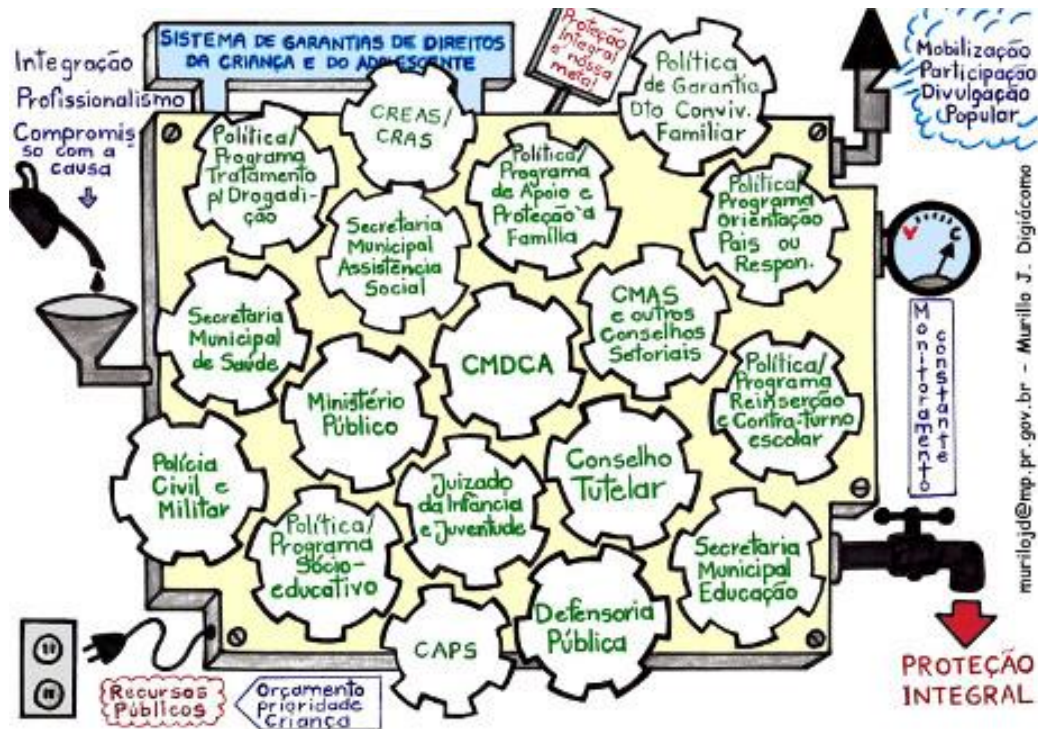 SISTEMA DE GARANTIAS DE DIREITOS
DA CRIANÇA E DO ADOLESCENTE
Proteção
Integral
é nossa
meta!
Integração
Profissionalismo
Compromis
so com a
causa
Mobilização
Participação
Divulgação
Popular
Política/
Programa
Tratamento
p/ Drogadi-
ção
CREAS/
CRAS
Política/
Programa
de Apoio e
Proteção à
Família
Política
de Garantia
Dto Conviv.
Familiar
Política/
Programa
Orientação
Pais ou
Respon.
Secretaria
Municipal
Assistência
Social
Secretaria
Municipal
de Saúde
CMDCA
CMAS
e outros
Conselhos
Setoriais
Política/
Programa
Reinserção
e Contra-turno
escolar
Ministério
Público
Polícia
Civil e
Militar
Juizado
da Infância
e Juventude
Conselho
Tutelar
Política/
Programa
Sócio-
educativo
CAPS
Defensoria
Pública
Secretaria
Municipal
Educação
V C
Monitoramento
constante
PROTEÇÃO
INTEGRAL
Recursos
Públicos
Orçamento
prioridade
Criança
murilojd@mp.pr.gov.br - Murillo J. Digiácomo